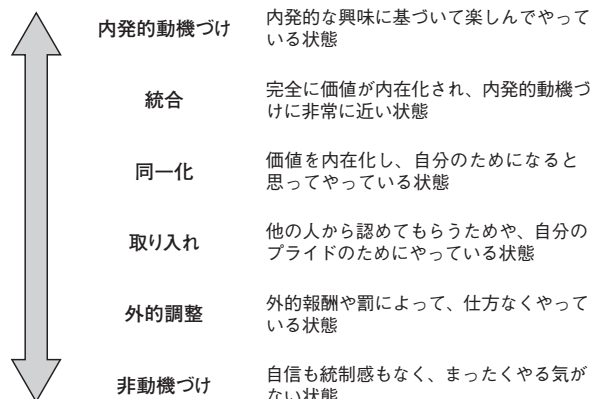 内発的動機づけ
内発的な興味に基づいて楽しんでやって
いる状態
統合
完全に価値が内在化され、内発的動機づ
けに非常に近い状態
同一化
価値を内在化し、自分のためになると
思ってやっている状態
取り入れ
他の人から認めてもらうためや、自分の
プライドのためにやっている状態
外的調整
外的報酬や罰によって、仕方なくやって
いる状態
非動機づけ
自信も統制感もなく、まったくやる気が
ない状態